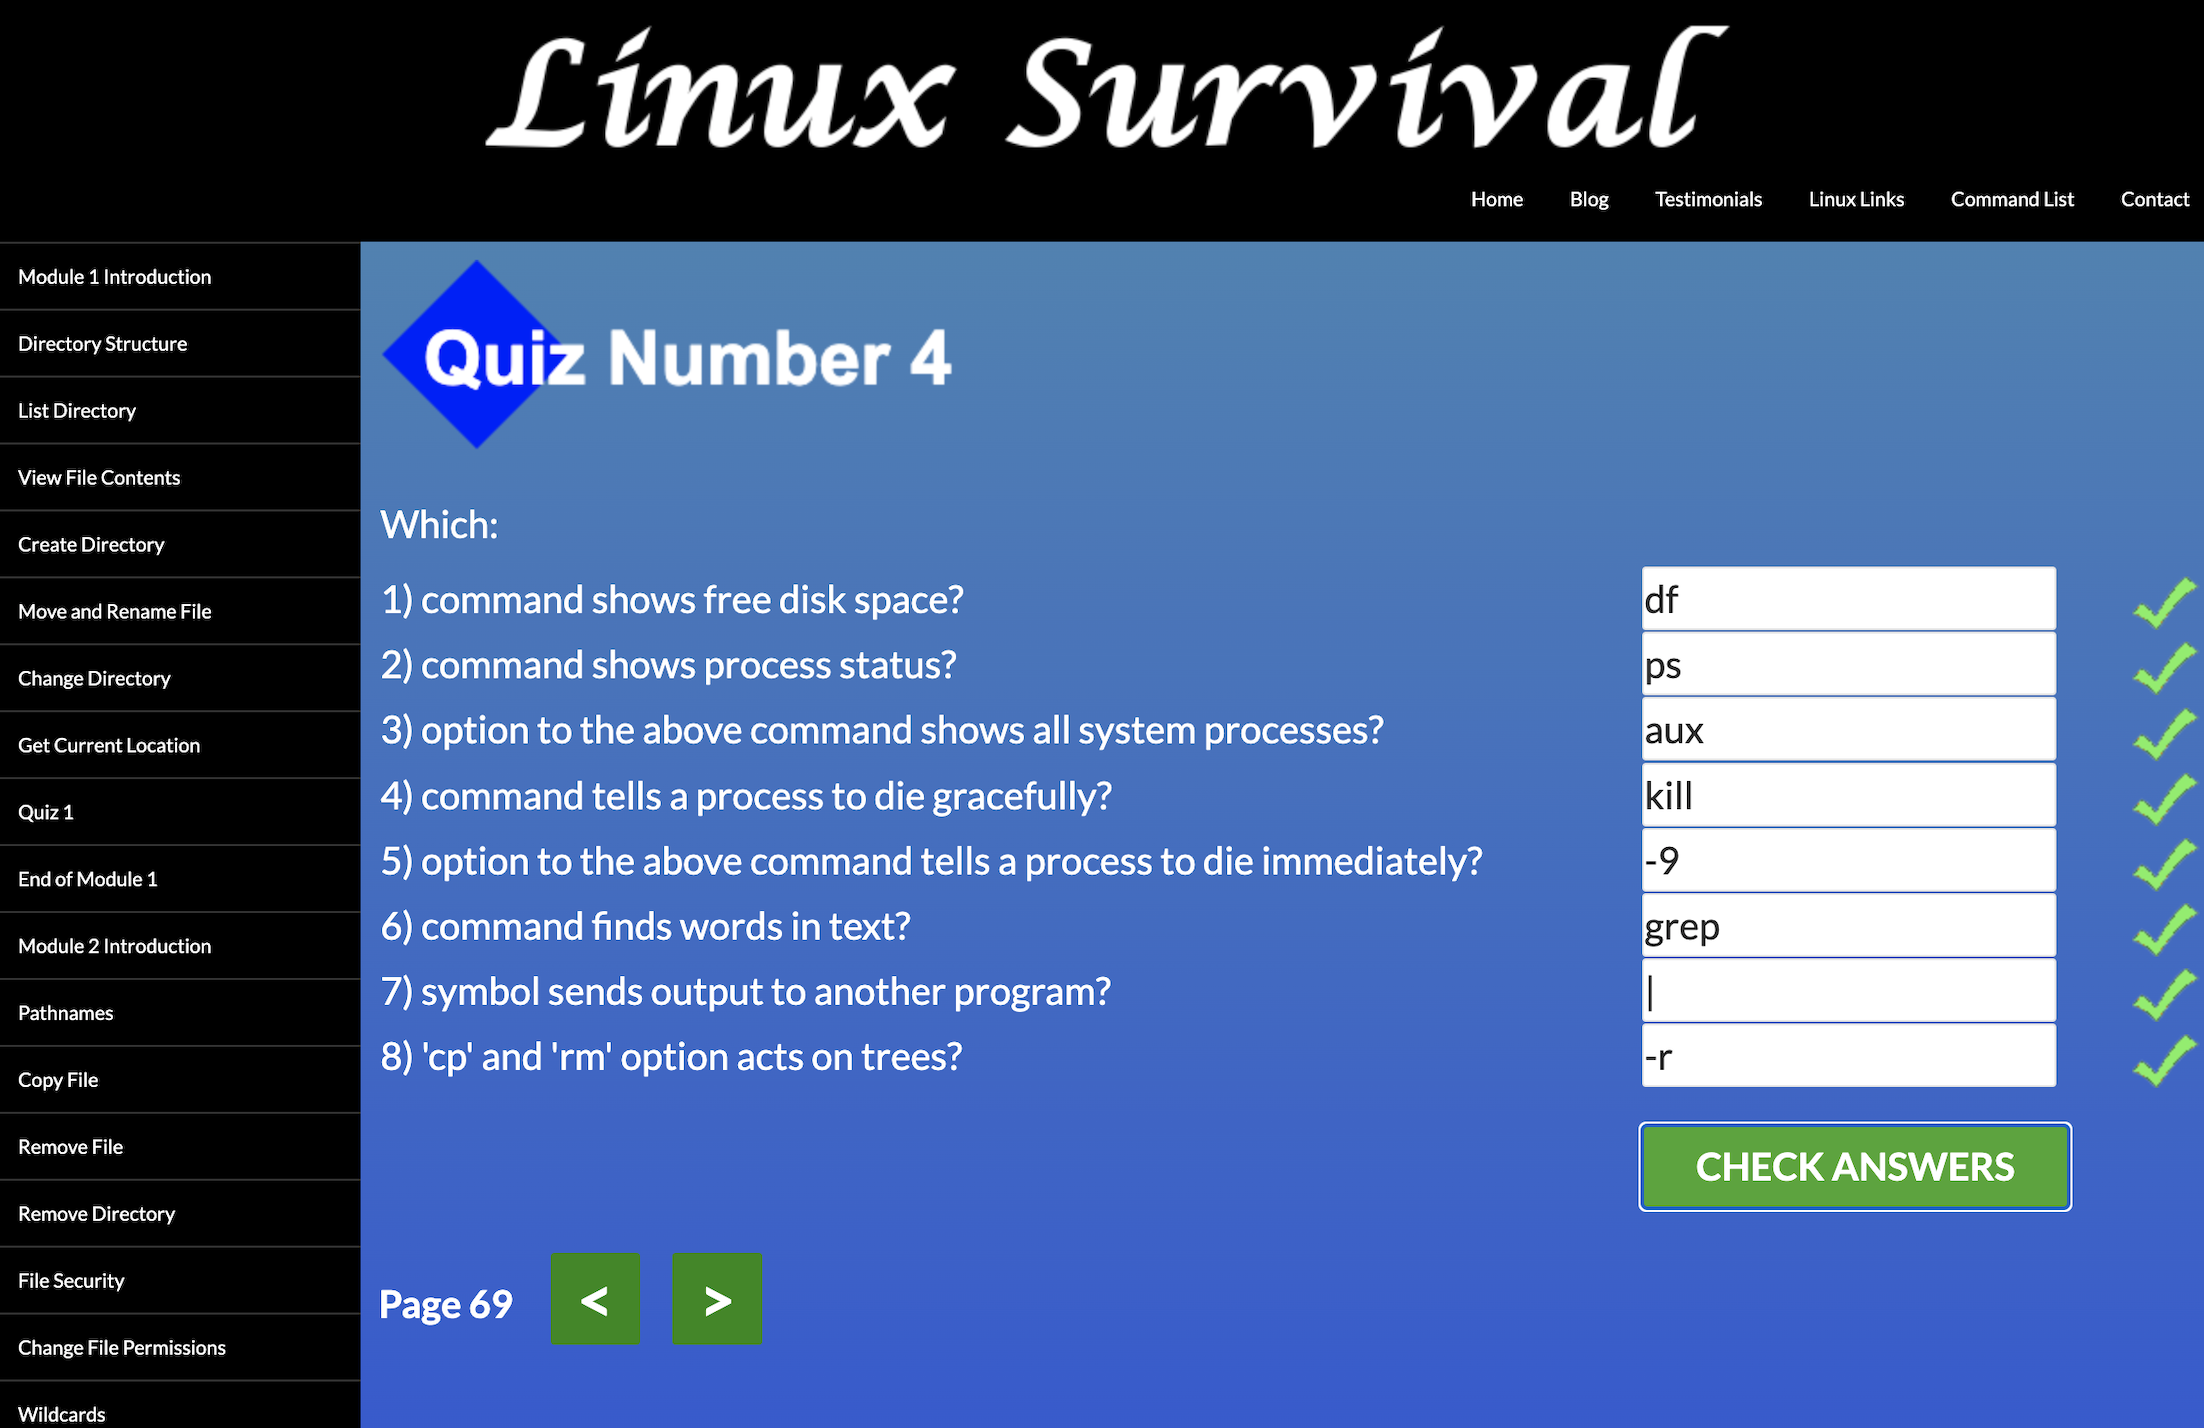 Linux Survival
Home Blog Testimonials Linux Links Command List Contact
Module 1 Introduction
Directory Structure
List Directory
View File Contents
Create Directory
Move and Rename File
Change Directory
Get Current Location
Quiz 1
End of Module 1
Module 2 Introduction
Pathnames
Copy File
Remove File
Remove Directory
File Security
Change File Permissions
Wildcards
Quiz Number 4
Which:
1) command shows free disk space? df
2) command shows process status? ps
3) option to the above command shows all system processes? aux
4) command tells a process to die gracefully? kill
5) option to the above command tells a process to die immediately? -9
6) command finds words in text? grep
7) symbol sends output to another program? |
8) 'cp' and 'rm' option acts on trees? -r
CHECK ANSWERS
Page 69 < >